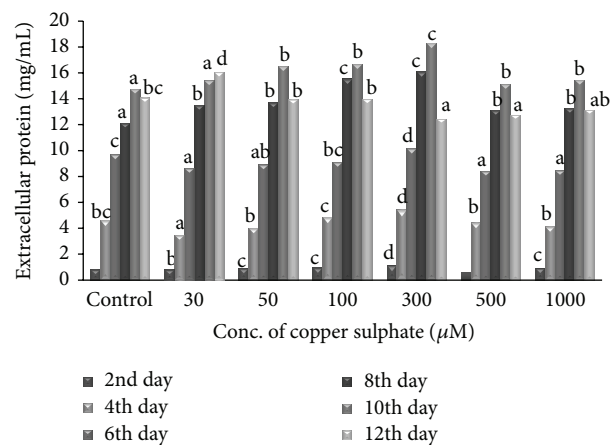 Extracellular protein (mg/mL)
20
18
16
14
12
10
8
6
4
2
0
bc c a a bc
b a a b a d
c b ab b b b
c b bc c b b
d d d c c a
b a b b a
c b a b b ab
Control 30 50 100 300 500 1000
Conc. of copper sulphate (μM)
2nd day 8th day
4th day 10th day
6th day 12th day